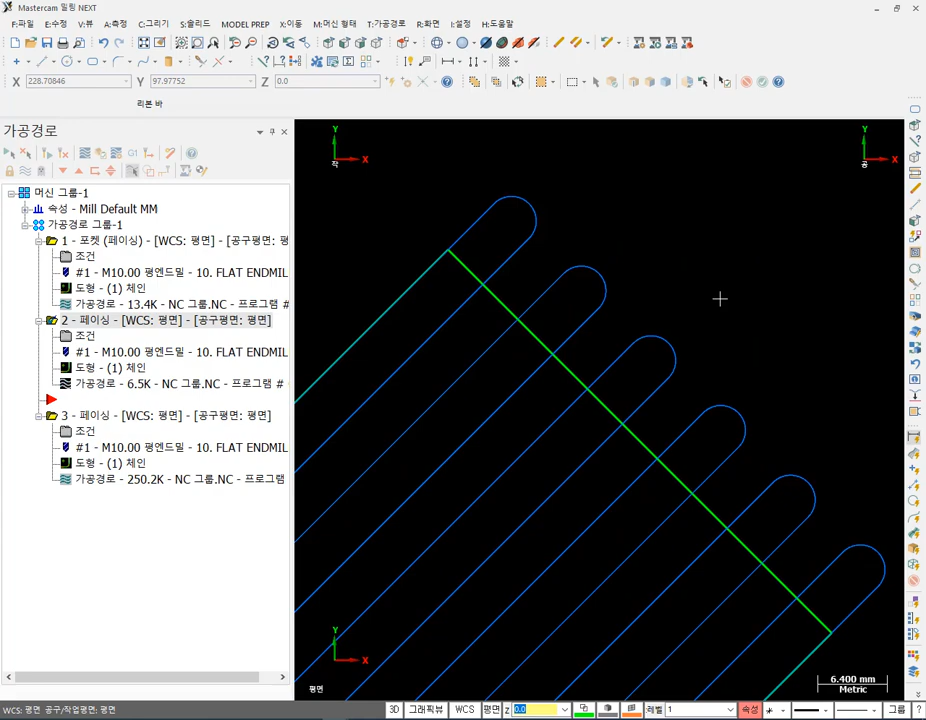 Mastercam 밀링 NEXT
F:파일 E:수정 V:뷰 A:측정 C:그리기 S:솔리드 MODEL PREP X:이동 M:머신 형태 T:가공경로 R:화면 I:설정 H:도움말
X 228.70846 Y 97.97752 Z 0.0
리본 바
가공경로
G1
머신 그룹-1
속성 - Mill Default MM
가공경로 그룹-1
1 - 포켓 (페이싱) - [WCS: 평면] - [공구평면: 평
조건
#1 - M10.00 평엔드밀 - 10. FLAT ENDMIL
도형 - (1) 체인
가공경로 - 13.4K - NC 그룹.NC - 프로그램 #
2 - 페이싱 - [WCS: 평면] - [공구평면: 평면]
조건
#1 - M10.00 평엔드밀 - 10. FLAT ENDMIL
도형 - (1) 체인
가공경로 - 6.5K - NC 그룹.NC - 프로그램 #
3 - 페이싱 - [WCS: 평면] - [공구평면: 평면]
조건
#1 - M10.00 평엔드밀 - 10. FLAT ENDMIL
도형 - (1) 체인
가공경로 - 250.2K - NC 그룹.NC - 프로그램
Y
X
작
Y
X
공
Y
X
평면
6.400 mm
Metric
WCS: 평면 공구/작업평면: 평면
3D 그래픽뷰 WCS 평면 Z 0.0 레벨 1 속성 그룹